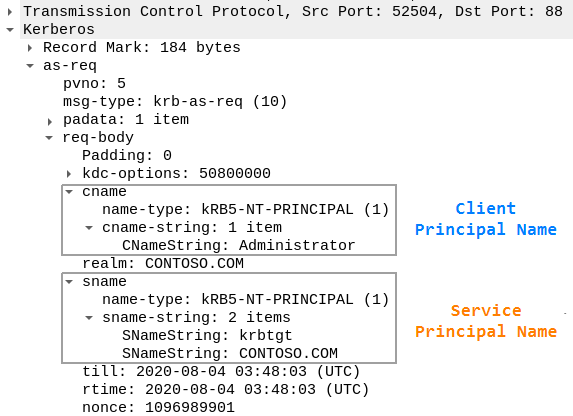 Transmission Control Protocol, Src Port: 52504, Dst Port: 88
Kerberos
Record Mark: 184 bytes
as-req
pvno: 5
msg-type: krb-as-req (10)
padata: 1 item
req-body
Padding: 0
kdc-options: 50800000
cname
name-type: kRB5-NT-PRINCIPAL (1)
cname-string: 1 item
CNameString: Administrator
Client
Principal Name
realm: CONTOSO.COM
sname
name-type: kRB5-NT-PRINCIPAL (1)
sname-string: 2 items
SNameString: krbtgt
SNameString: CONTOSO.COM
Service
Principal Name
till: 2020-08-04 03:48:03 (UTC)
rtime: 2020-08-04 03:48:03 (UTC)
nonce: 1096989901